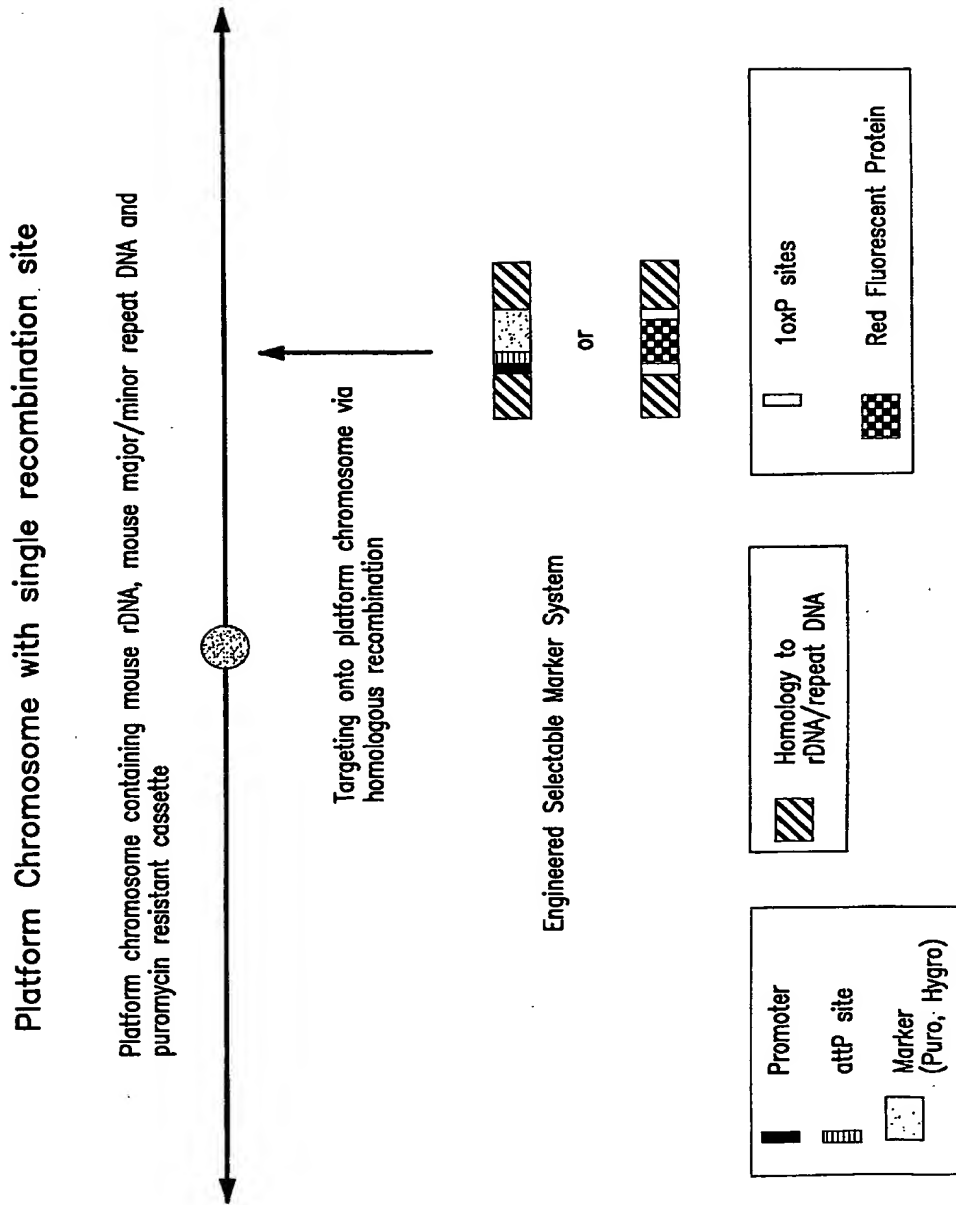 Platform Chromosome with single recombination site
Platform chromosome containing mouse rDNA, mouse major/minor repeat DNA and
puromycin resistant cassette
Targeting onto platform chromosome via
homologous recombination
Engineered Selectable Marker System
or
Promoter
attP site
Marker
(Puro, Hygro)
Homology to
rDNA/repeat DNA
1oxP sites
Red Fluorescent Protein